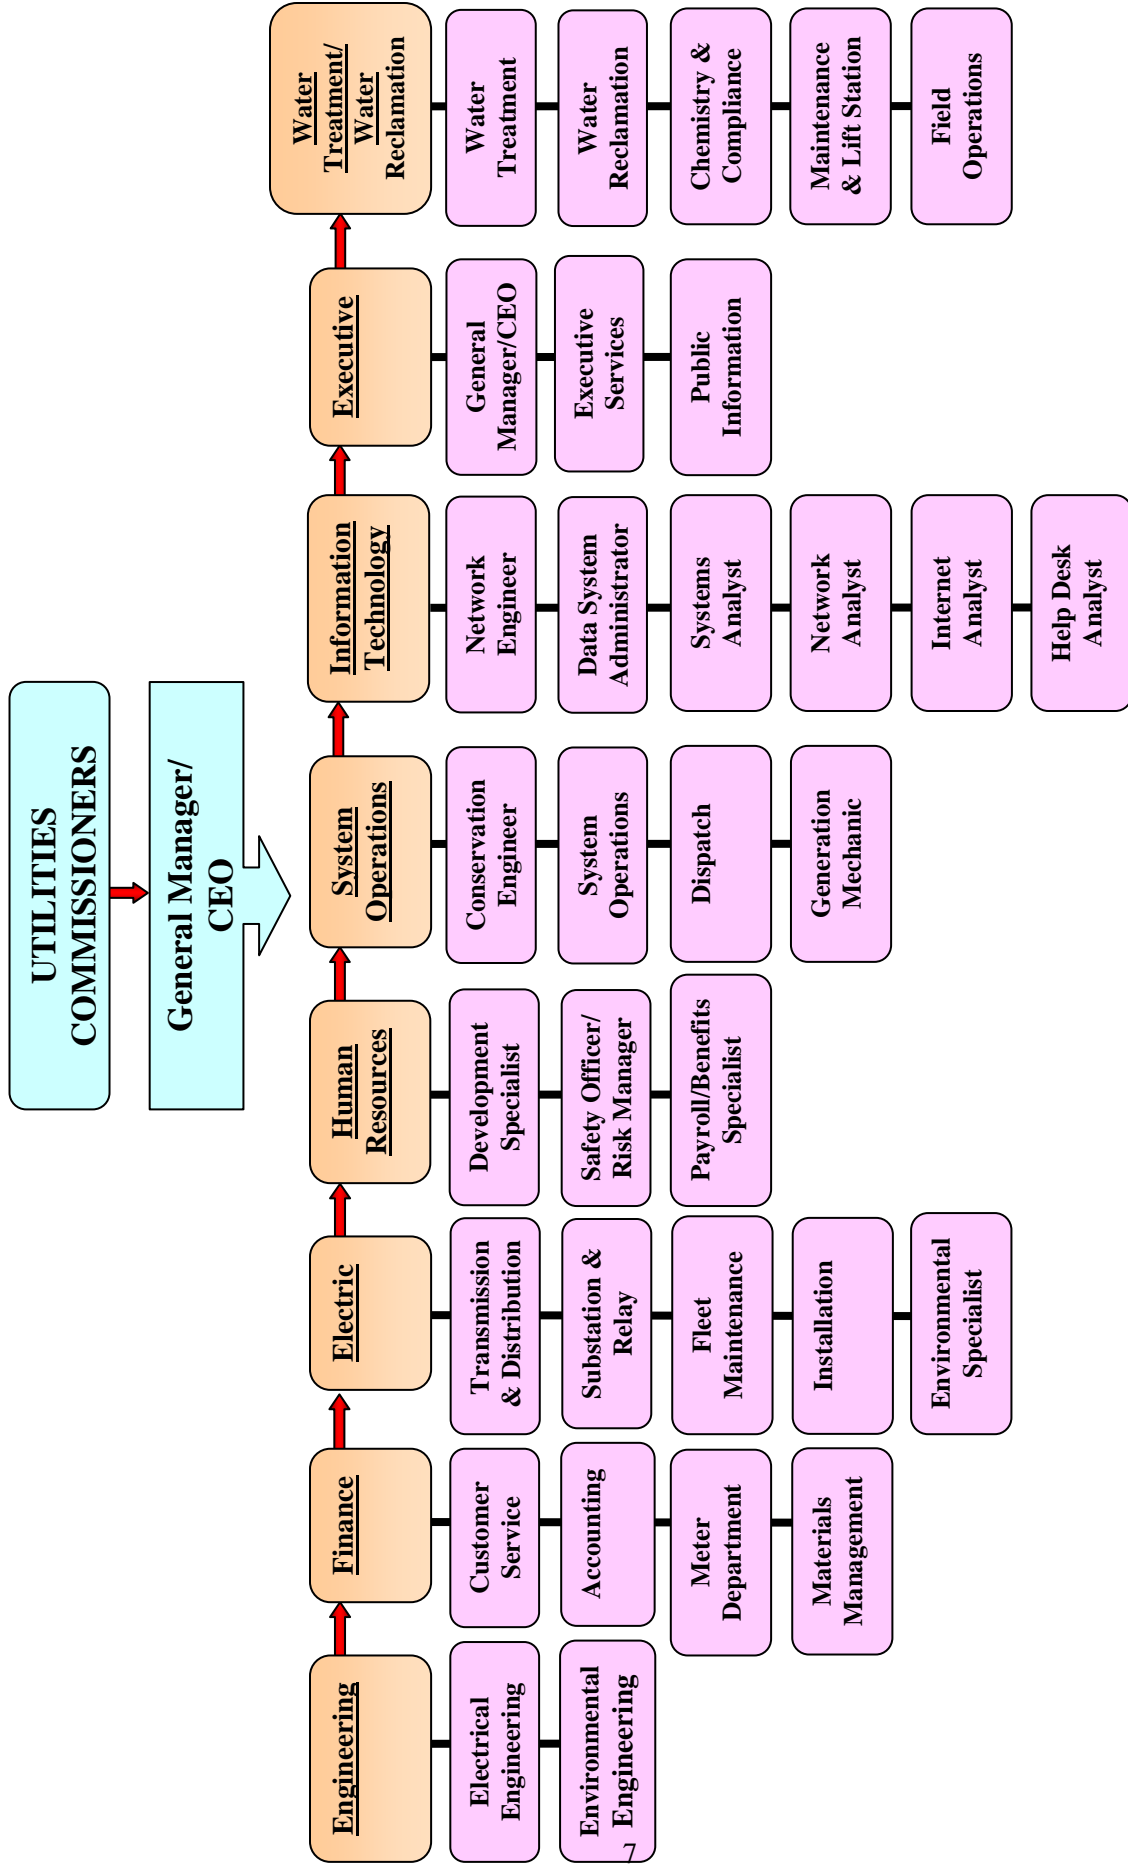 UTILITIES
COMMISSIONERS
General Manager/
CEO
Engineering
Electrical
Engineering
Environmental
Engineering
Finance
Customer
Service
Accounting
Meter
Department
Materials
Management
Electric
Transmission
& Distribution
Substation &
Relay
Fleet
Maintenance
Installation
Environmental
Specialist
Human
Resources
Development
Specialist
Safety Officer/
Risk Manager
Payroll/Benefits
Specialist
System
Operations
Conservation
Engineer
System
Operations
Dispatch
Generation
Mechanic
Information
Technology
Network
Engineer
Data System
Administrator
Systems
Analyst
Network
Analyst
Internet
Analyst
Help Desk
Analyst
Executive
General
Manager/CEO
Executive
Services
Public
Information
Water
Treatment/
Water
Reclamation
Water
Treatment
Water
Reclamation
Chemistry &
Compliance
Maintenance
& Lift Station
Field
Operations
7